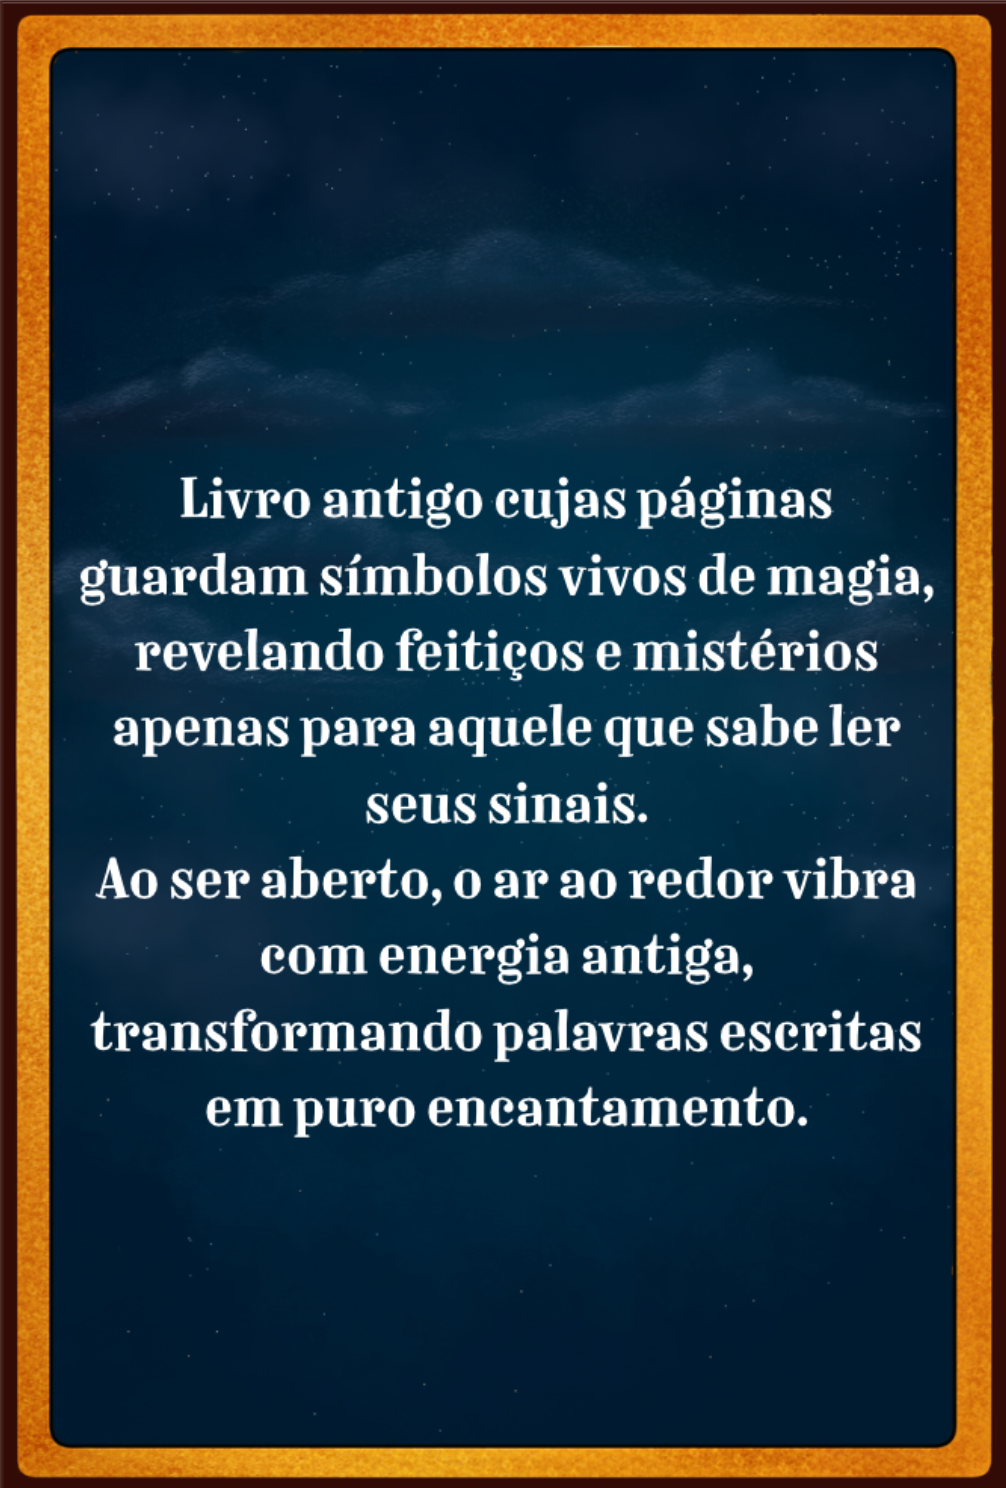 Livro antigo cujas páginas
guardam símbolos vivos de magia,
revelando feitiços e mistérios
apenas para aquele que sabe ler
seus sinais.
Ao ser aberto, o ar ao redor vibra
com energia antiga,
transformando palavras escritas
em puro encantamento.